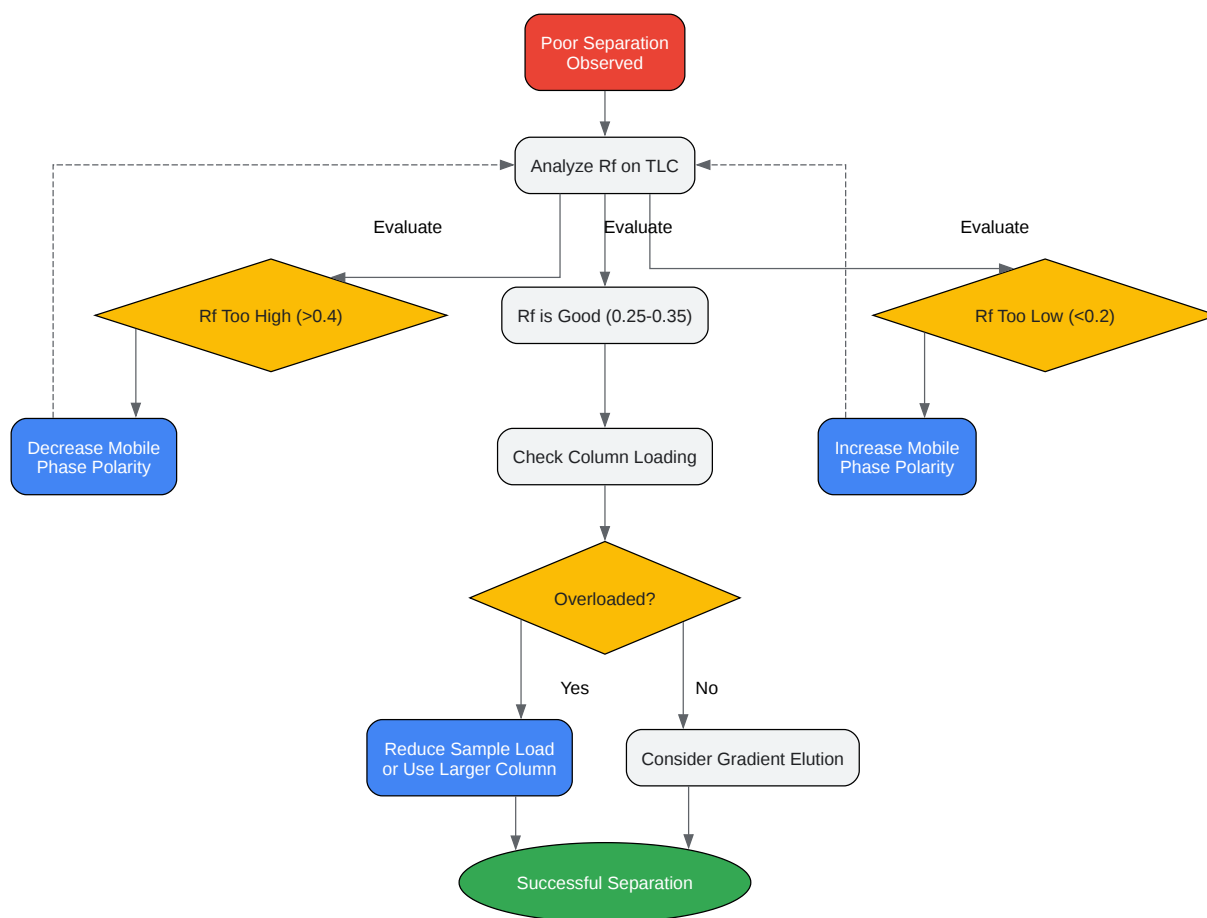 Poor Separation
Observed
Analyze Rf on TLC
Evaluate
Evaluate
Evaluate
Rf Too High (>0.4)
Rf is Good (0.25-0.35)
Rf Too Low (<0.2)
Decrease Mobile
Phase Polarity
Check Column Loading
Increase Mobile
Phase Polarity
Overloaded?
Yes
No
Reduce Sample Load
or Use Larger Column
Consider Gradient Elution
Successful Separation